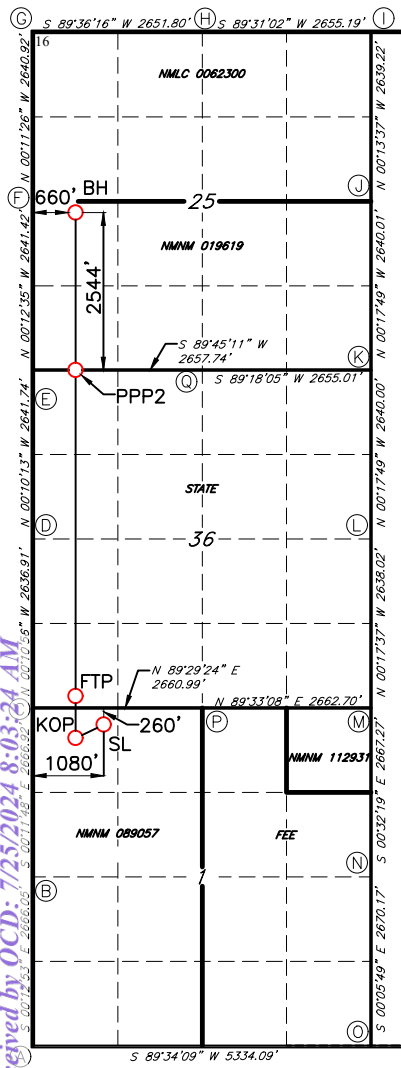 G S 89°36'16" W 2651.80' H S 89°31'02" W 2655.19' I
16
N 00°11'26" W 2640.92'
NMLC 0062300
N 00°13'37" W 2639.22'
J
F 660' BH
25
N 00°12'35" W 2641.42'
2544'
NMNM 019619
N 00°17'49" W 2640.01'
S 89°45'11" W
2657.74'
K
Q S 89°18'05" W 2655.01'
PPP2
E
N 00°10'13" W 2641.74'
STATE
N 00°17'49" W 2640.00'
D
36
L
N 00°10'56" W 2636.91'
N 00°17'37" W 2638.02'
N 89°29'24" E
2660.99'
FTP
N 89°33'08" E 2662.70'
C
KOP
260'
SL
P
M
1080'
NMNM 112931
S 00°11'48" E 2666.92'
S 00°32'19" E 2667.27'
NMNM 089057
FEE
B
1
N
S 00°12'53" E 2666.05'
S 00°05'49" E 2670.17'
O
A
S 89°34'09" W 5334.09'
eived by OCD: 7/25/2024 8:03:24 AM